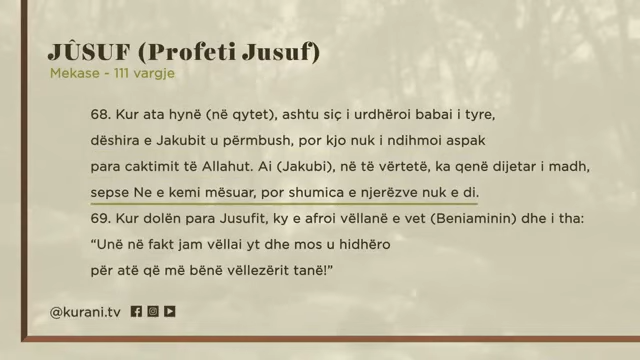 JÛSUF (Profeti Jusuf)
Mekase - 111 vargje
68. Kur ata hynë (në qytet), ashtu siç i urdhëroi babai i tyre,
dëshira e Jakubit u përmbush, por kjo nuk i ndihmoi aspak
para caktimit të Allahut. Ai (Jakubi), në të vërtetë, ka qenë dijetar i madh,
sepse Ne e kemi mësuar, por shumica e njerëzve nuk e di.
69. Kur dolën para Jusufit, ky e afroi vëllanë e vet (Beniaminin) dhe i tha:
“Unë në fakt jam vëllai yt dhe mos u hidhëro
për atë që më bënë vëllezërit tanë!”
@kurani.tv